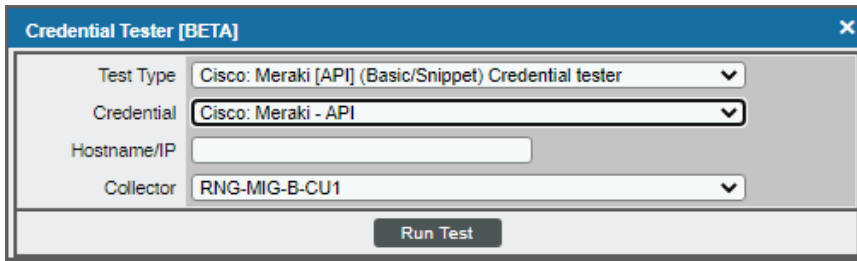 Credential Tester [BETA]
Test Type Cisco: Meraki [API] (Basic/Snippet) Credential tester
Credential Cisco: Meraki - API
Hostname/IP
Collector RNG-MIG-B-CU1
Run Test